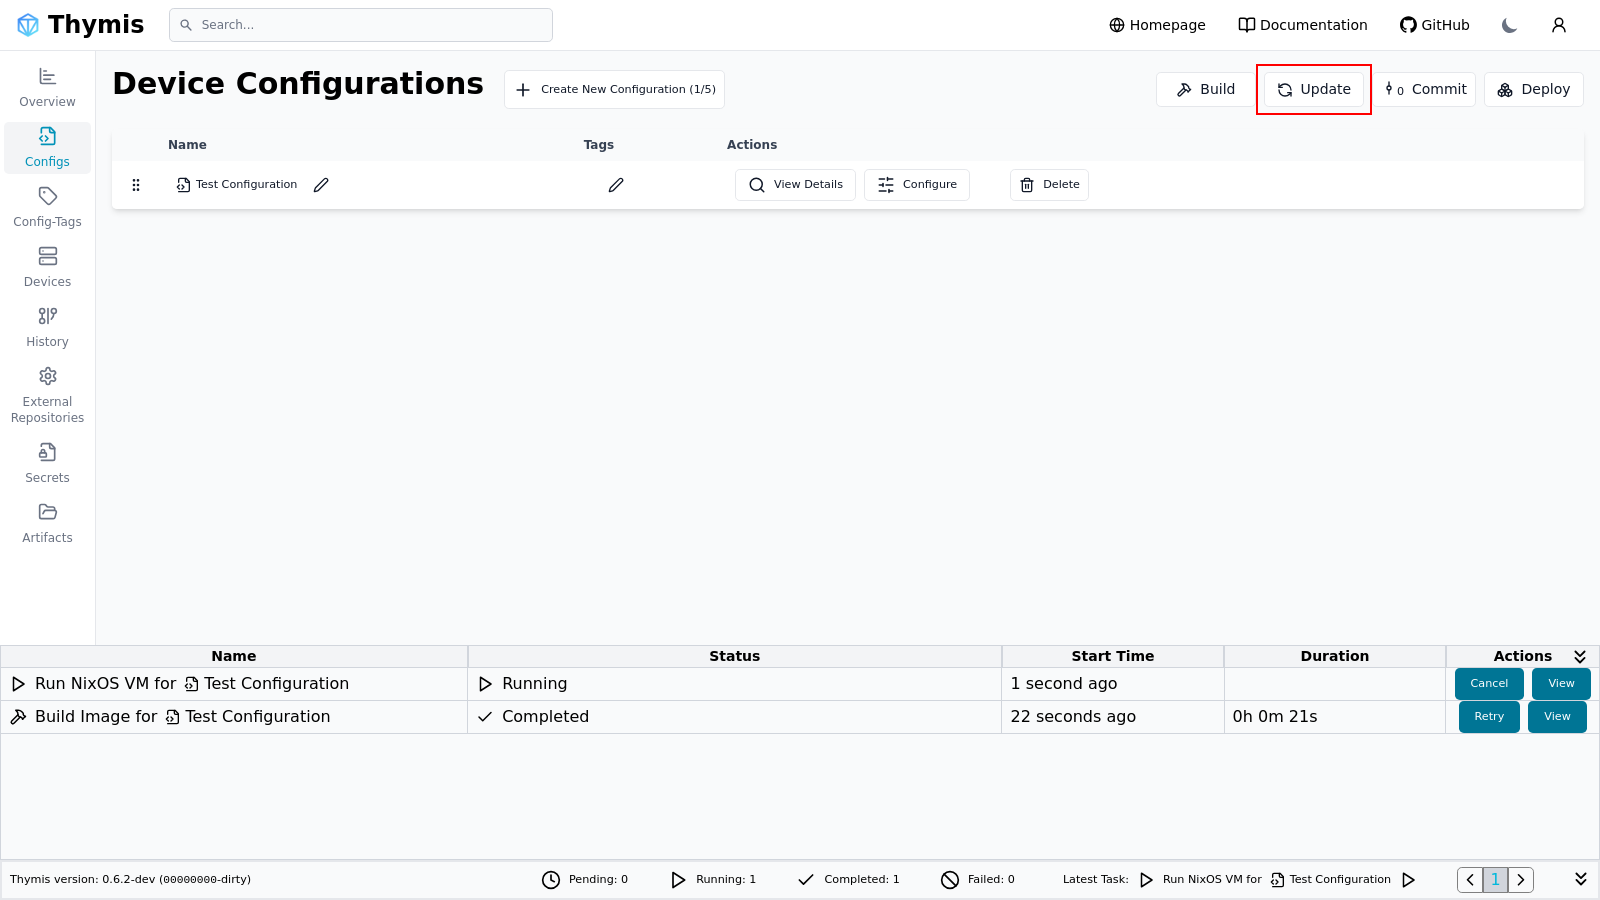 Thymis
Search...
Homepage
Documentation
GitHub
Overview
Configs
Config-Tags
Devices
History
External
Repositories
Secrets
Artifacts
Device Configurations
Create New Configuration (1/5)
Build
Update
0 Commit
Deploy
Name Tags Actions
Test Configuration View Details Configure Delete
Name Status Start Time Duration Actions
Run NixOS VM for Test Configuration Running 1 second ago Cancel View
Build Image for Test Configuration Completed 22 seconds ago 0h 0m 21s Retry View
Thymis version: 0.6.2-dev (00000000-dirty) Pending: 0 Running: 1 Completed: 1 Failed: 0 Latest Task: Run NixOS VM for Test Configuration 1